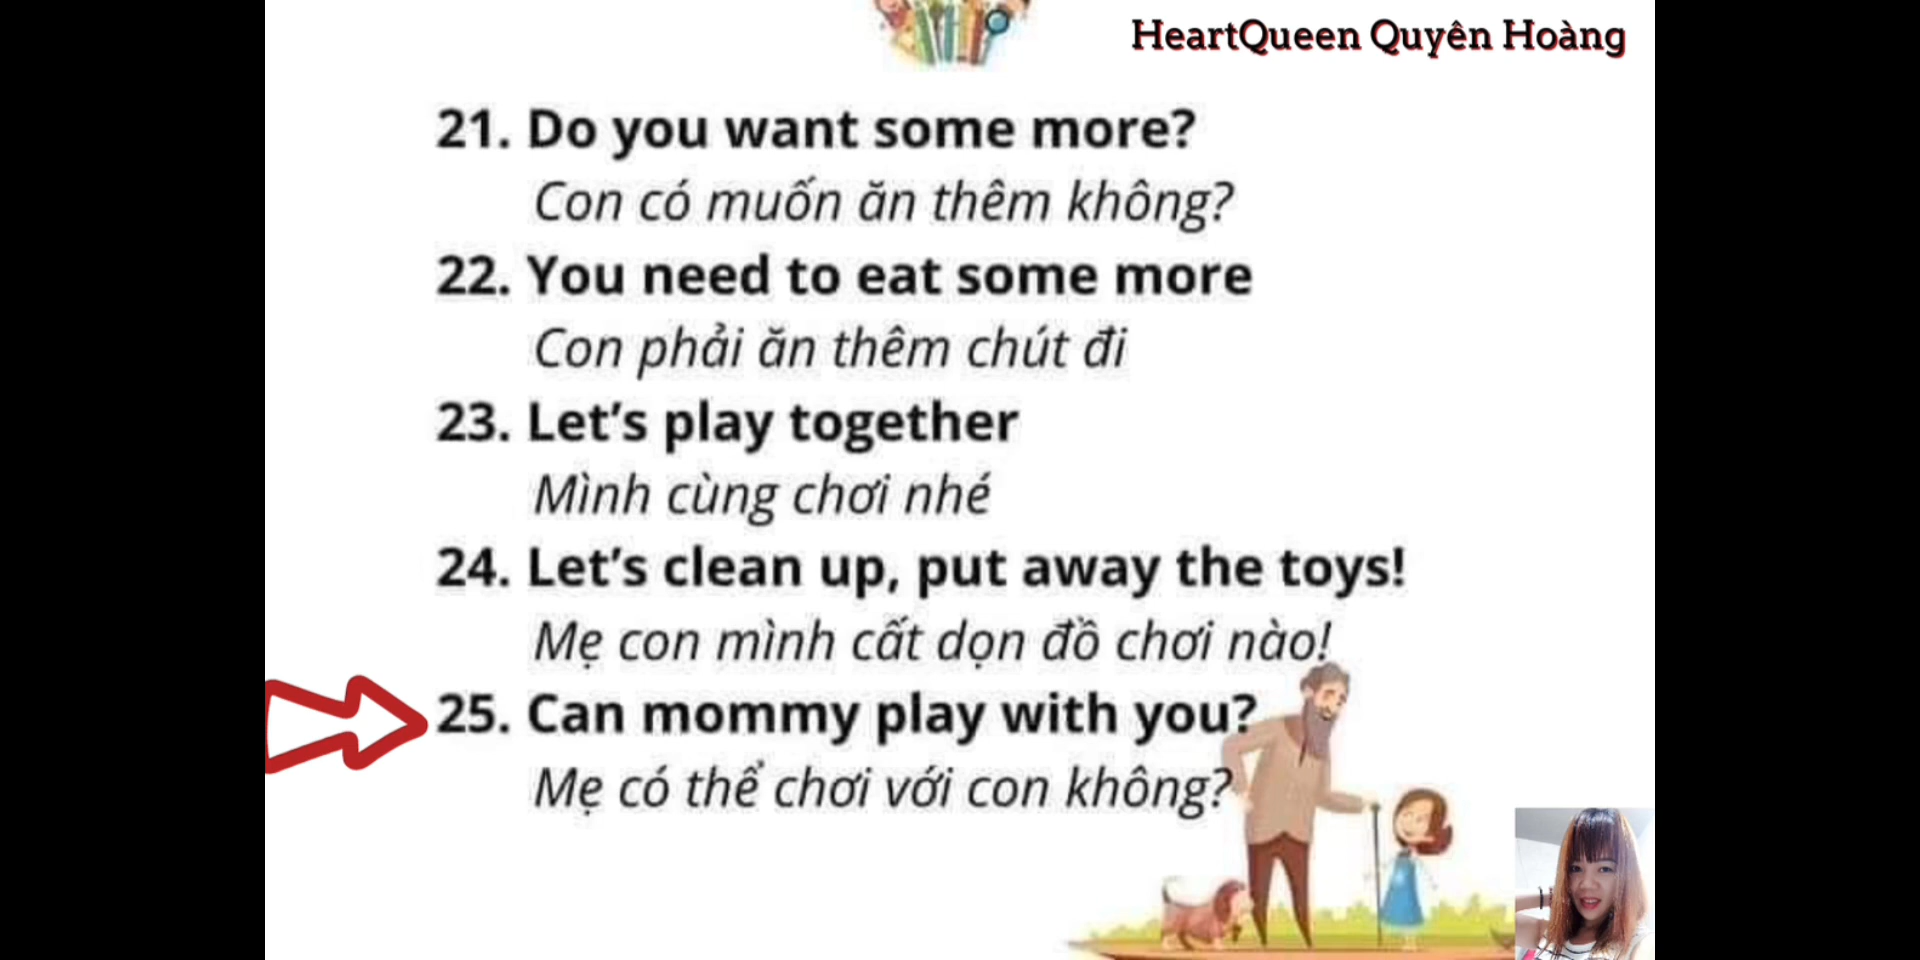 HeartQueen Quyên Hoàng
21. Do you want some more?
Con có muốn ăn thêm không?
22. You need to eat some more
Con phải ăn thêm chút đi
23. Let's play together
Mình cùng chơi nhé
24. Let's clean up, put away the toys!
Mẹ con mình cất dọn đồ chơi nào!
25. Can mommy play with you?
Mẹ có thể chơi với con không?